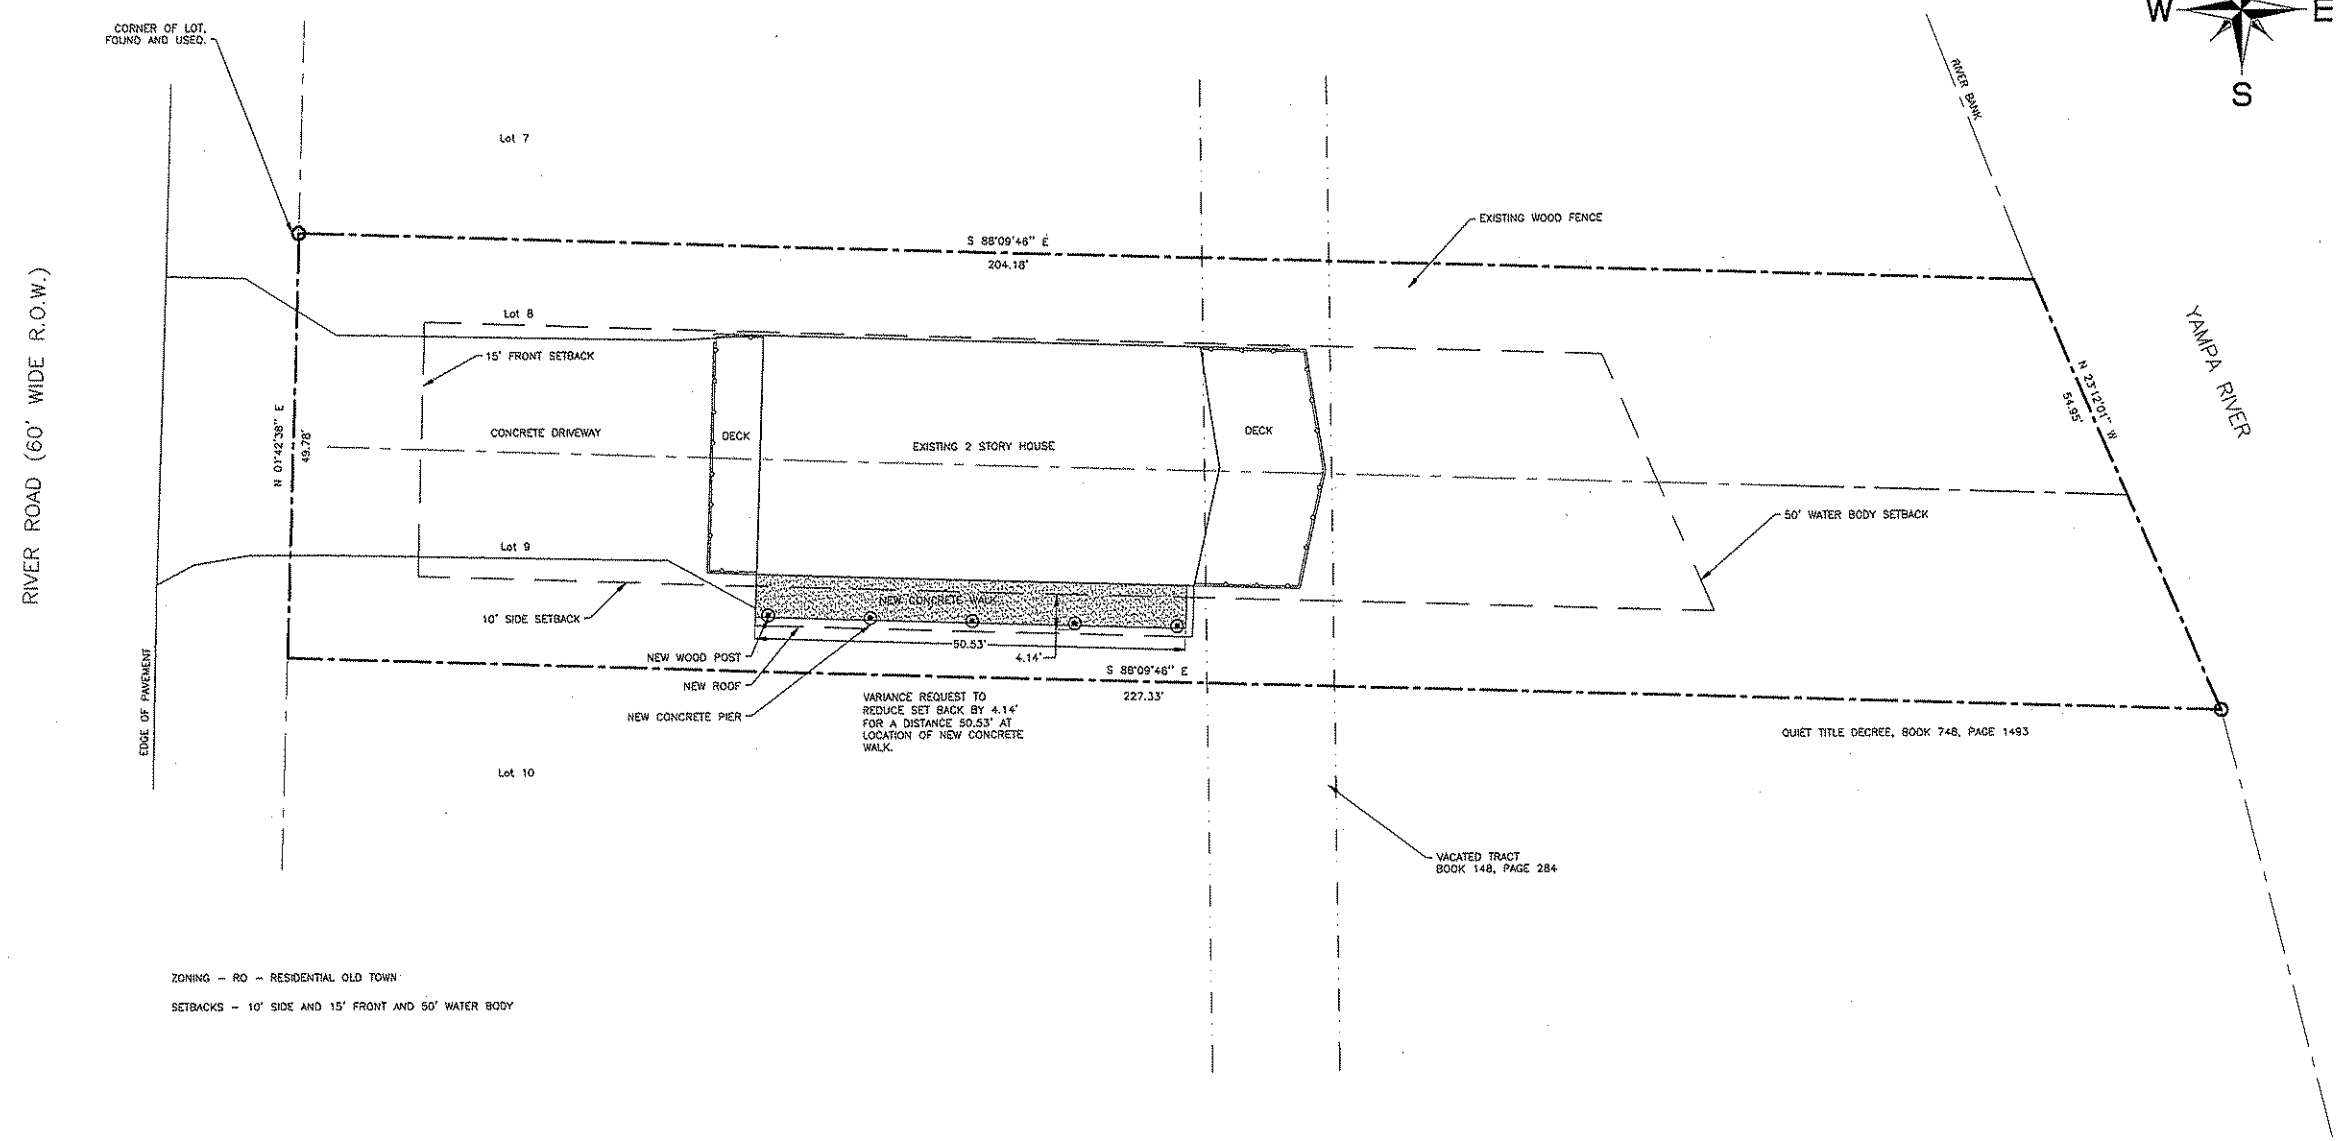 W
E
S
CORNER OF LOT,
FOUND AND USED.
RIVER BANK
Lot 7
EXISTING WOOD FENCE
S 88°09'46" E
204.18'
RIVER ROAD (60' WIDE R.O.W.)
YAMPA RIVER
Lot 8
15' FRONT SETBACK
N 23°12'01" W
54.95'
N 01°42'38" E
49.78'
CONCRETE DRIVEWAY
DECK
EXISTING 2 STORY HOUSE
DECK
50' WATER BODY SETBACK
Lot 9
NEW CONCRETE WALK
10' SIDE SETBACK
50.53'
4.14'
NEW WOOD POST
NEW ROOF
NEW CONCRETE PIER
S 88°09'46" E
227.33'
VARIANCE REQUEST TO
REDUCE SET BACK BY 4.14'
FOR A DISTANCE 50.53' AT
LOCATION OF NEW CONCRETE
WALK.
EDGE OF PAVEMENT
QUIET TITLE DECREE, BOOK 748, PAGE 1493
Lot 10
VACATED TRACT
BOOK 148, PAGE 284
ZONING - RO - RESIDENTIAL OLD TOWN
SETBACKS - 10' SIDE AND 15' FRONT AND 50' WATER BODY